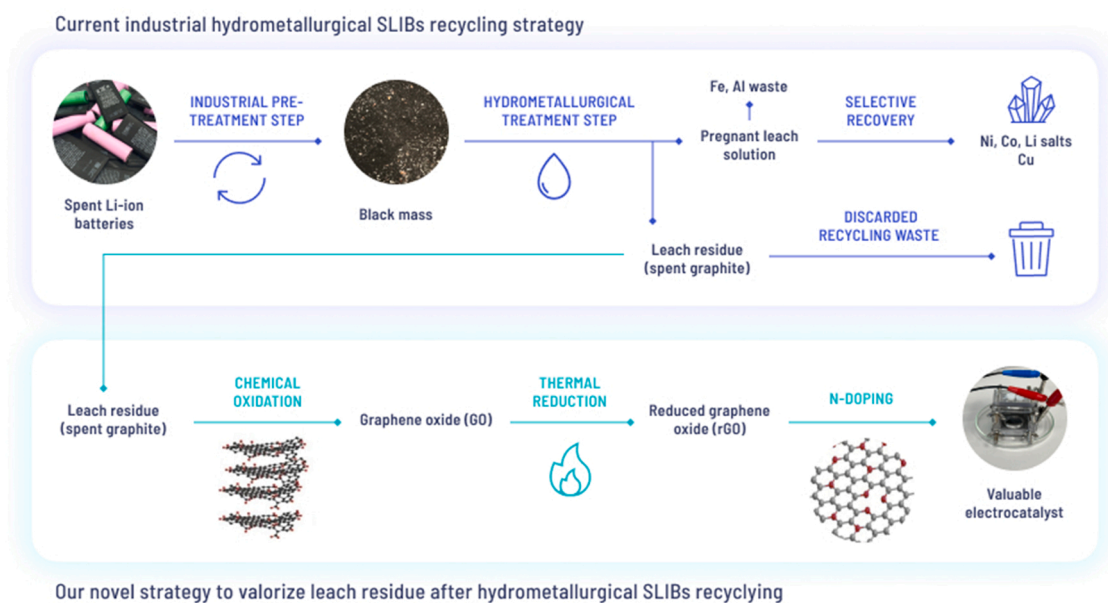 Current industrial hydrometallurgical SLIBs recycling strategy
INDUSTRIAL PRE-
TREATMENT STEP
HYDROMETALLURGICAL
TREATMENT STEP
Fe, Al waste
Pregnant leach
solution
SELECTIVE
RECOVERY
Ni, Co, Li salts
Cu
Spent Li-ion
batteries
Black mass
Leach residue
(spent graphite)
DISCARDED
RECYCLING WASTE
Leach residue
(spent graphite)
CHEMICAL
OXIDATION
Graphene oxide (GO)
THERMAL
REDUCTION
Reduced graphene
oxide (rGO)
N-DOPING
Valuable
electrocatalyst
Our novel strategy to valorize leach residue after hydrometallurgical SLIBs recyclying